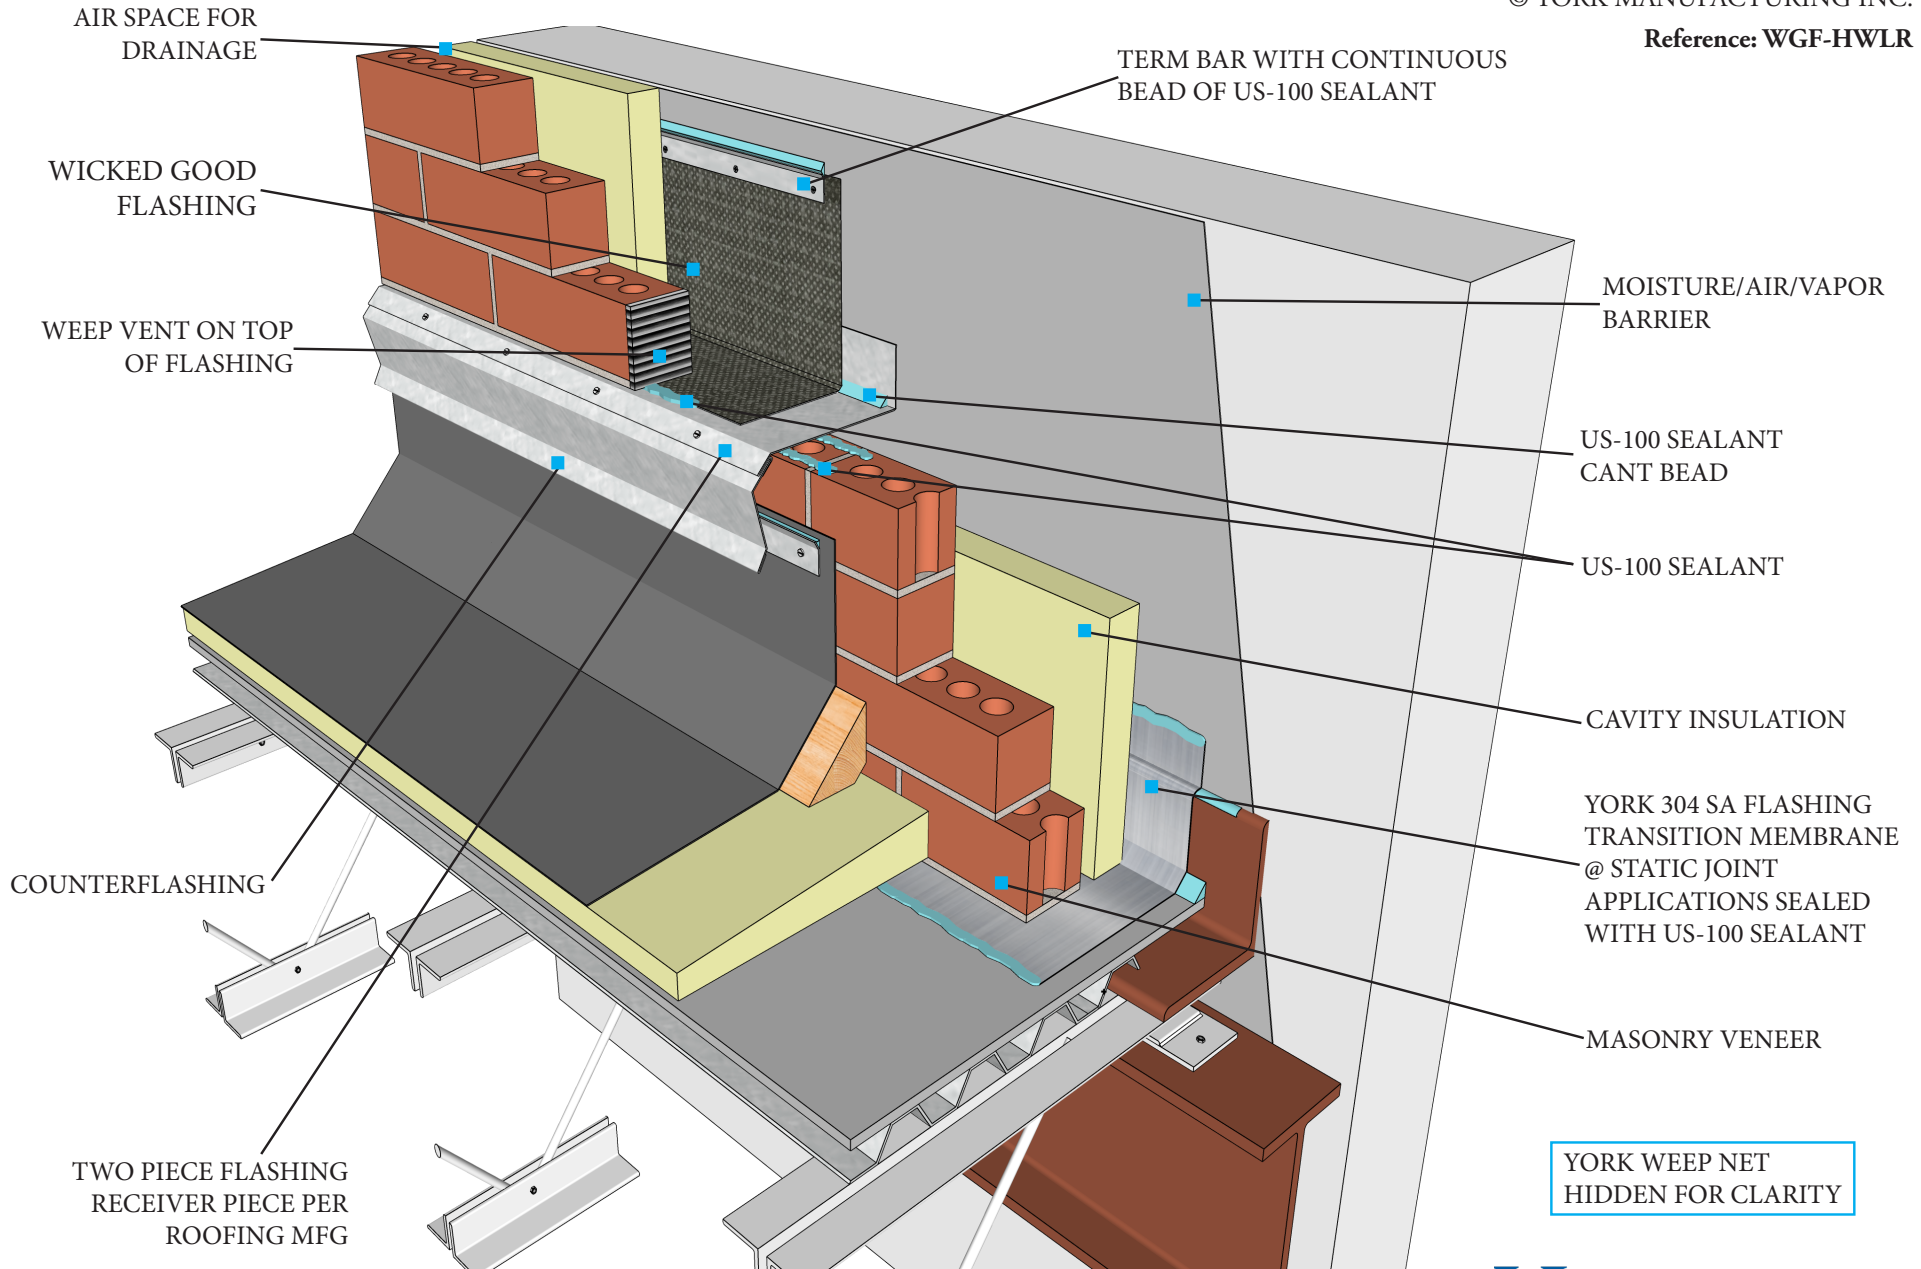 © YORK MANUFACTURING INC.
Reference: WGF-HWLR
AIR SPACE FOR
DRAINAGE
TERM BAR WITH CONTINUOUS
BEAD OF US-100 SEALANT
WICKED GOOD
FLASHING
MOISTURE/AIR/VAPOR
BARRIER
WEEP VENT ON TOP
OF FLASHING
US-100 SEALANT
CANT BEAD
US-100 SEALANT
CAVITY INSULATION
YORK 304 SA FLASHING
TRANSITION MEMBRANE
@ STATIC JOINT
APPLICATIONS SEALED
WITH US-100 SEALANT
COUNTERFLASHING
MASONRY VENEER
TWO PIECE FLASHING
RECEIVER PIECE PER
ROOFING MFG
YORK WEEP NET
HIDDEN FOR CLARITY